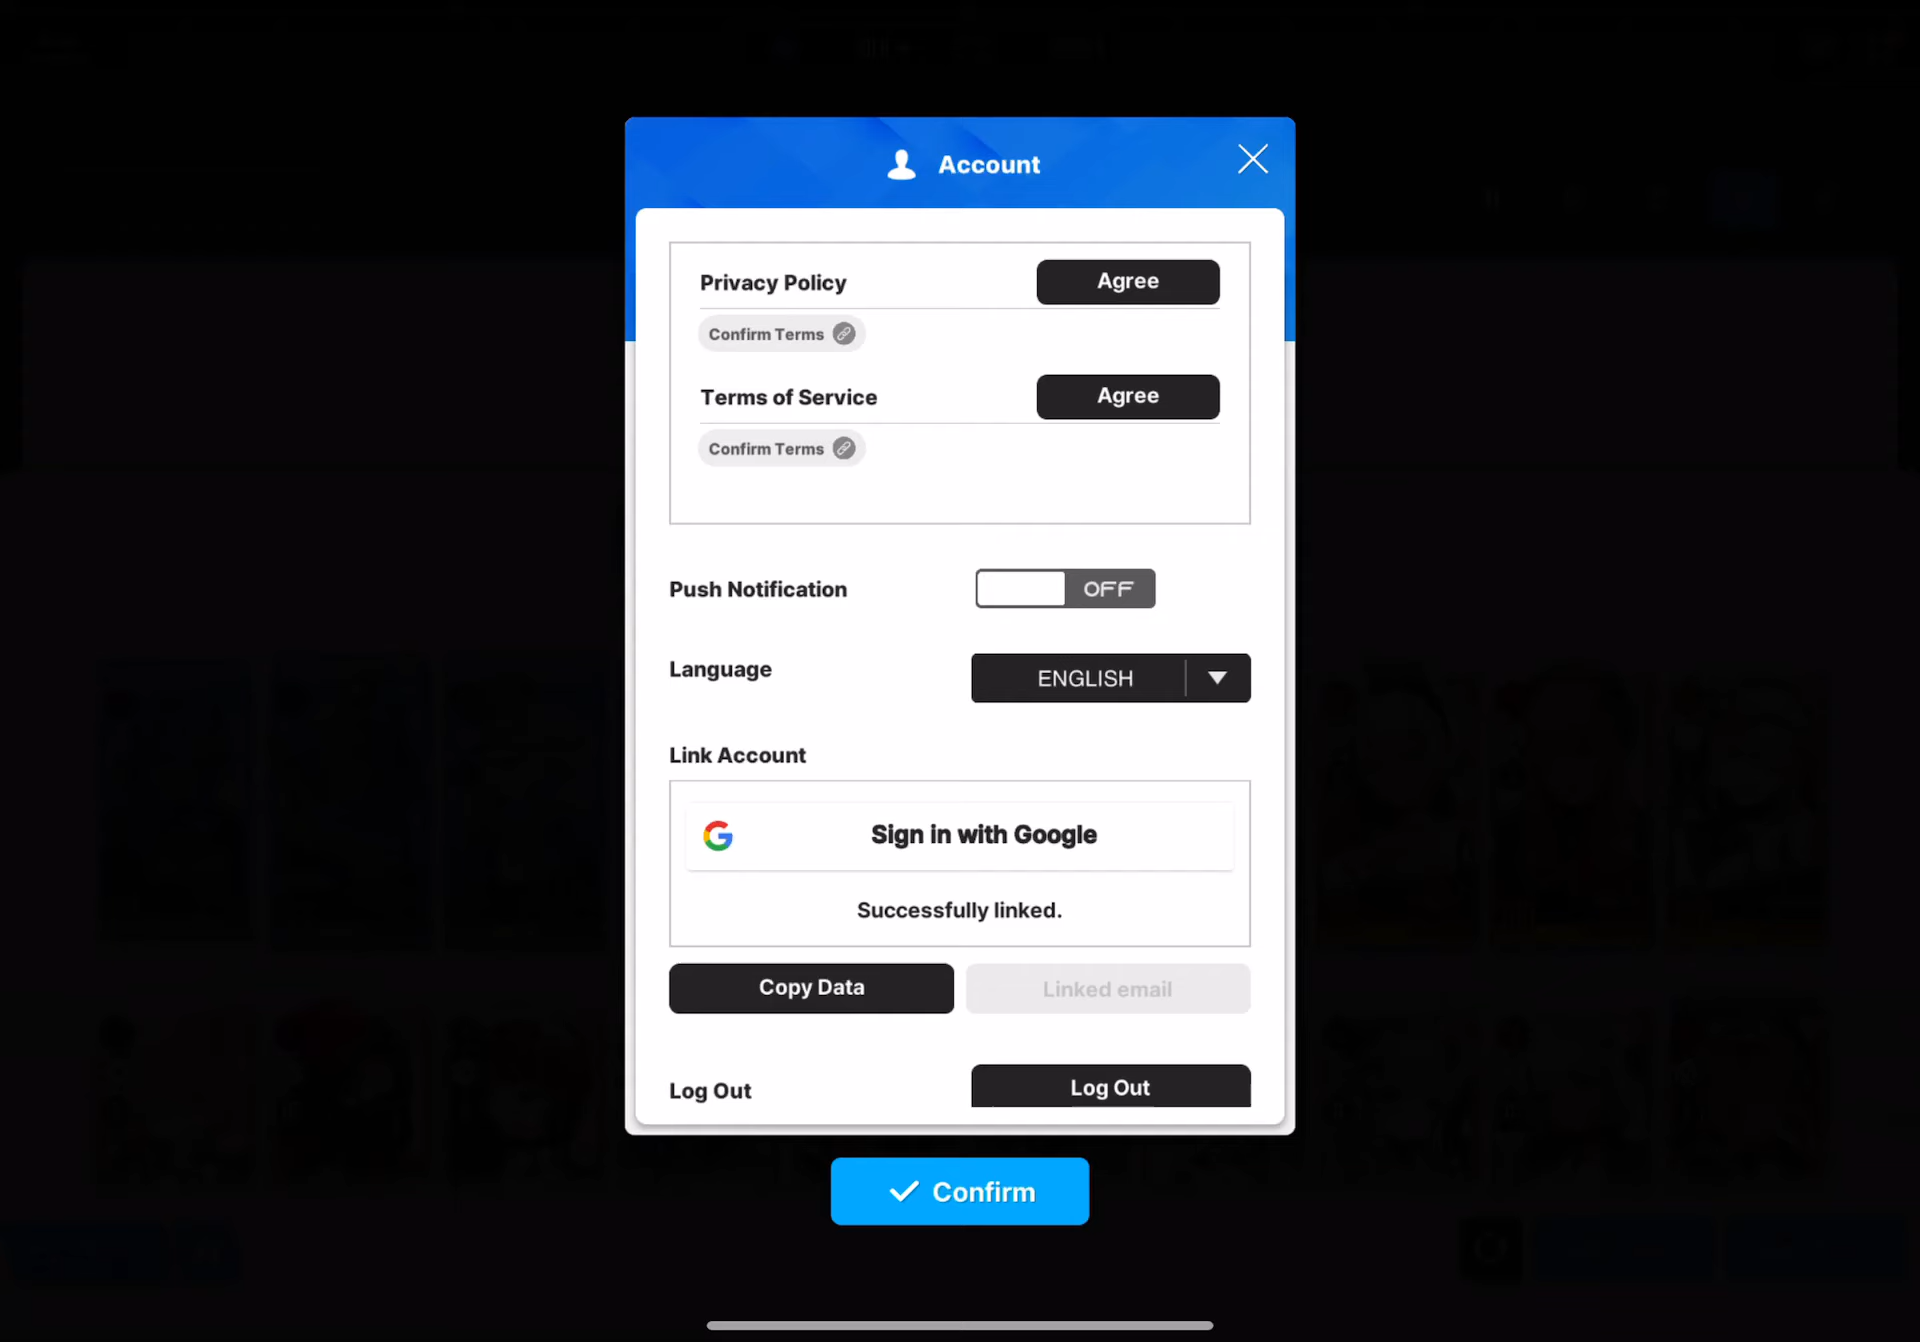 Account
Privacy Policy
Agree
Confirm Terms
Terms of Service
Agree
Confirm Terms
Push Notification
OFF
Language
ENGLISH
Link Account
Sign in with Google
Successfully linked.
Copy Data
Linked email
Log Out
Log Out
Confirm